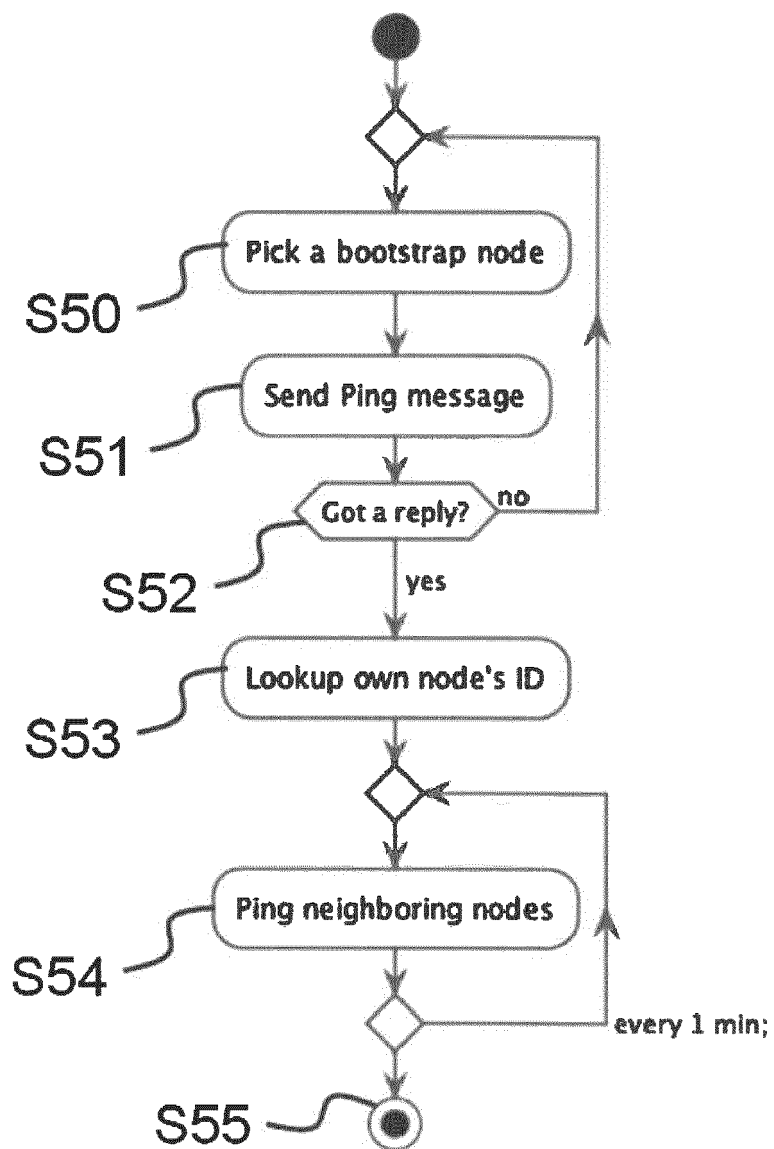 Pick a bootstrap node
S50
Send Ping message
S51
Got a reply?
no
S52
yes
Lookup own node's ID
S53
Ping neighboring nodes
S54
every 1 min;
S55